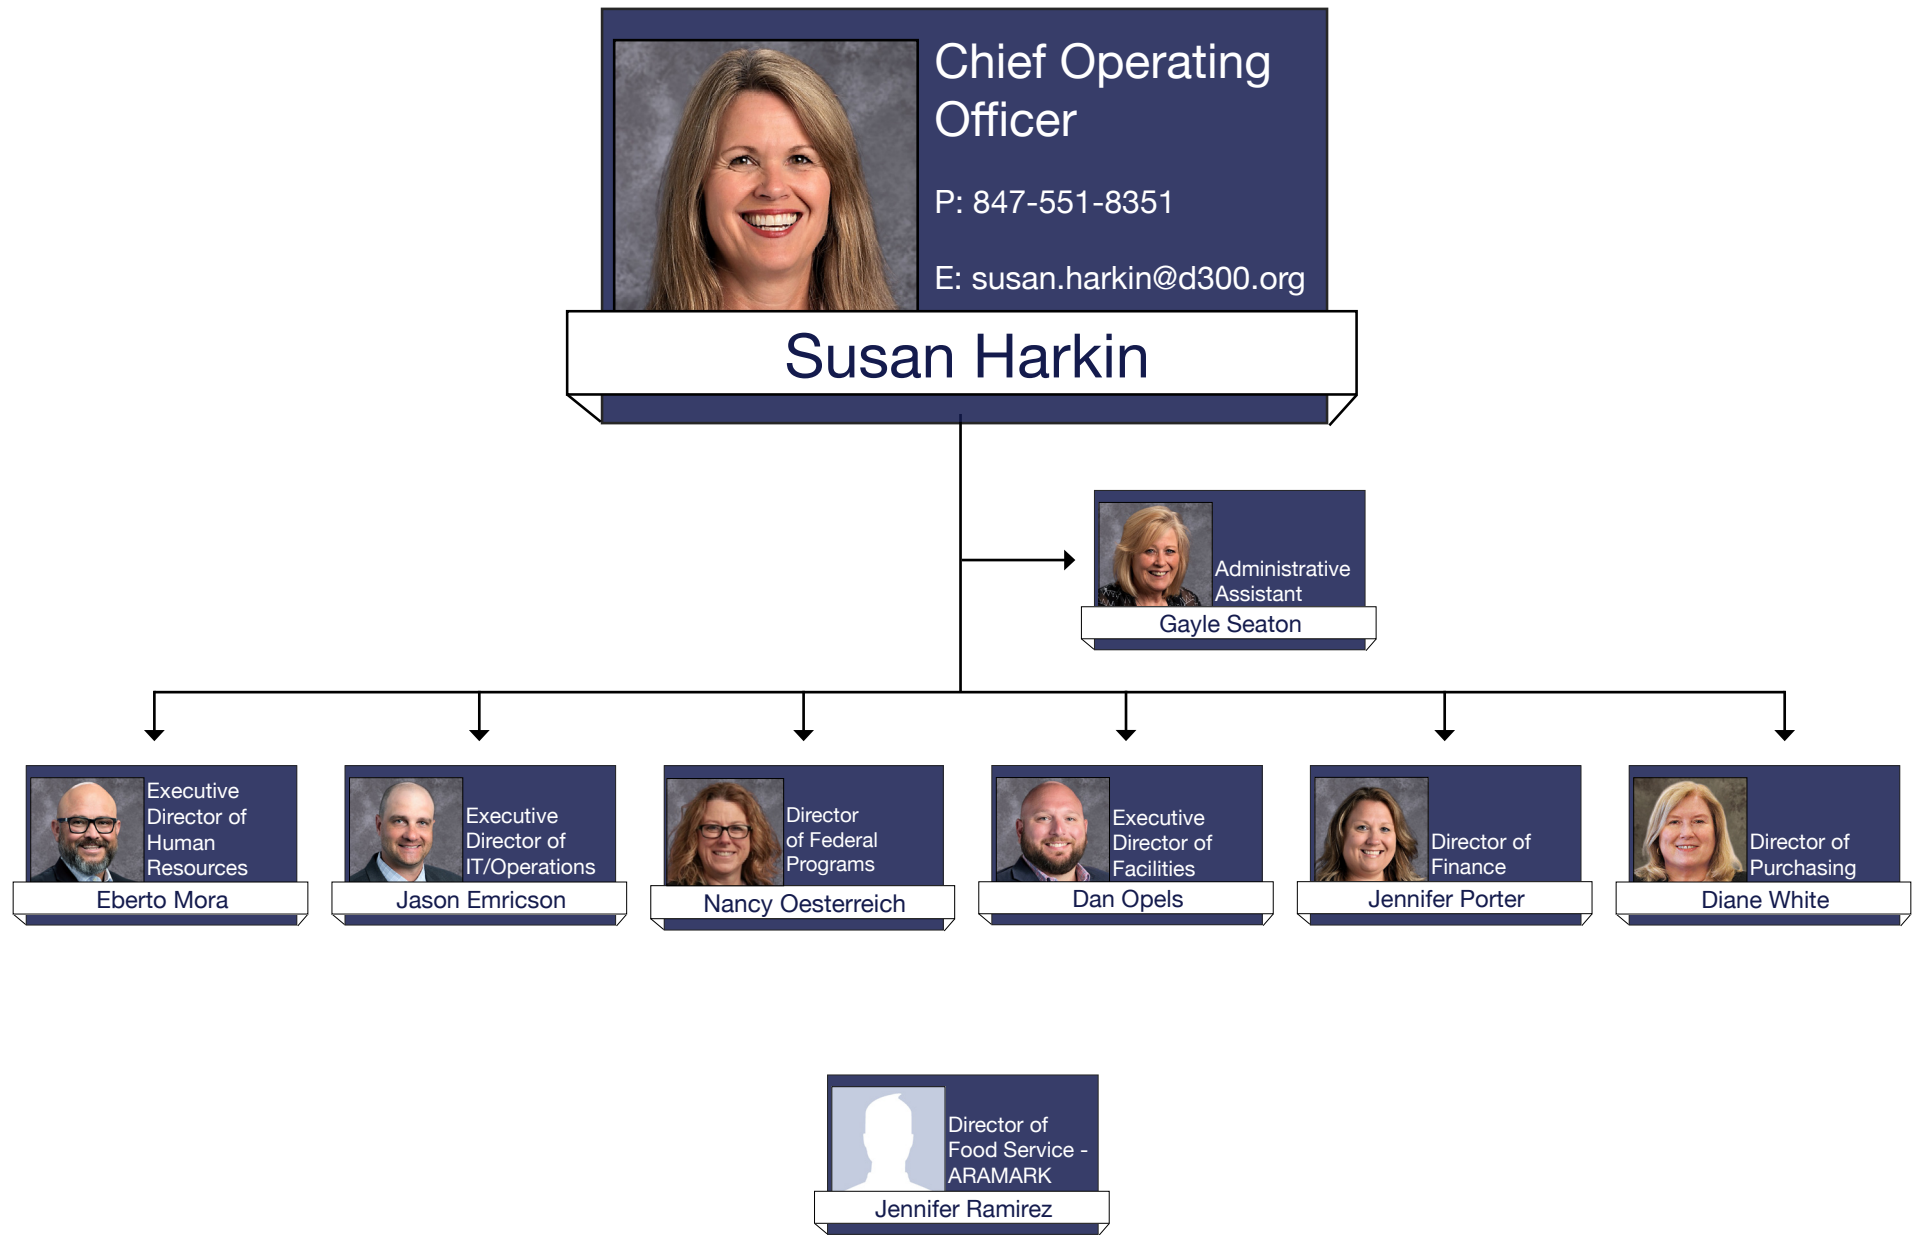 Chief Operating
Officer
P: 847-551-8351
E: susan.harkin@d300.org
Susan Harkin
Administrative
Assistant
Gayle Seaton
Executive
Director of
Human
Resources
Eberto Mora
Executive
Director of
IT/Operations
Jason Emricson
Director
of Federal
Programs
Nancy Oesterreich
Executive
Director of
Facilities
Dan Opels
Director of
Finance
Jennifer Porter
Director of
Purchasing
Diane White
Director of
Food Service -
ARAMARK
Jennifer Ramirez